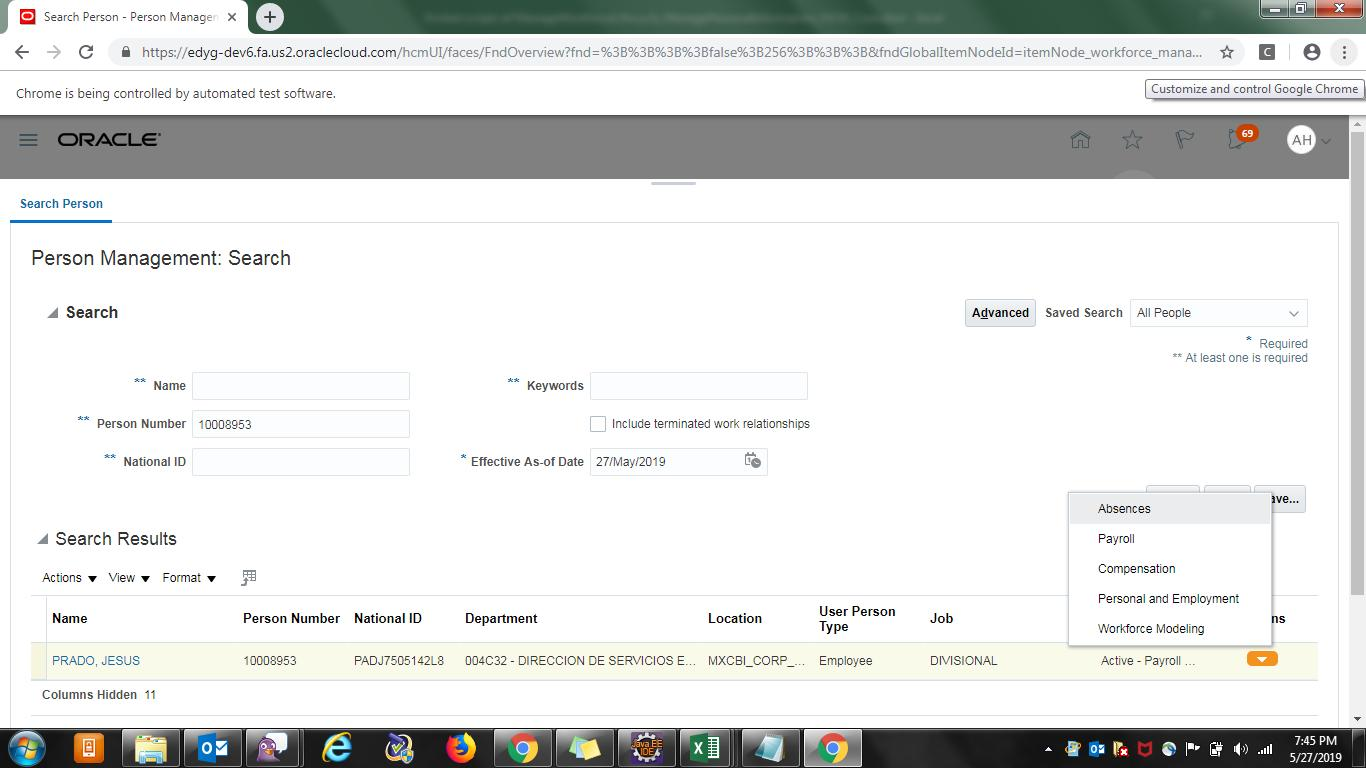 Search Person - Person Managen
https://edyg-dev6.fa.us2.oraclecloud.com/hcmUI/faces/FndOverview?fnd=%3B%3B%3B%3Bfalse%3B256%3B%3B%3B&fndGlobalItemNodeId=itemNode_workforce_mana...
C
Chrome is being controlled by automated test software.
Customize and control Google Chrome
ORACLE
69
AH
Search Person
Person Management: Search
Search
Advanced Saved Search All People
* Required
** At least one is required
** Name
** Keywords
** Person Number 10008953
Include terminated work relationships
** National ID
* Effective As-of Date 27/May/2019
ave...
Absences
Payroll
Compensation
Personal and Employment
Workforce Modeling
Search Results
Actions View Format
Name Person Number National ID Department Location User Person Type Job ns
PRADO, JESUS 10008953 PADJ7505142L8 004C32 - DIRECCION DE SERVICIOS E... MXCBI_CORP_... Employee DIVISIONAL Active - Payroll ...
Columns Hidden 11
Java EE
IDE
7:45 PM
5/27/2019